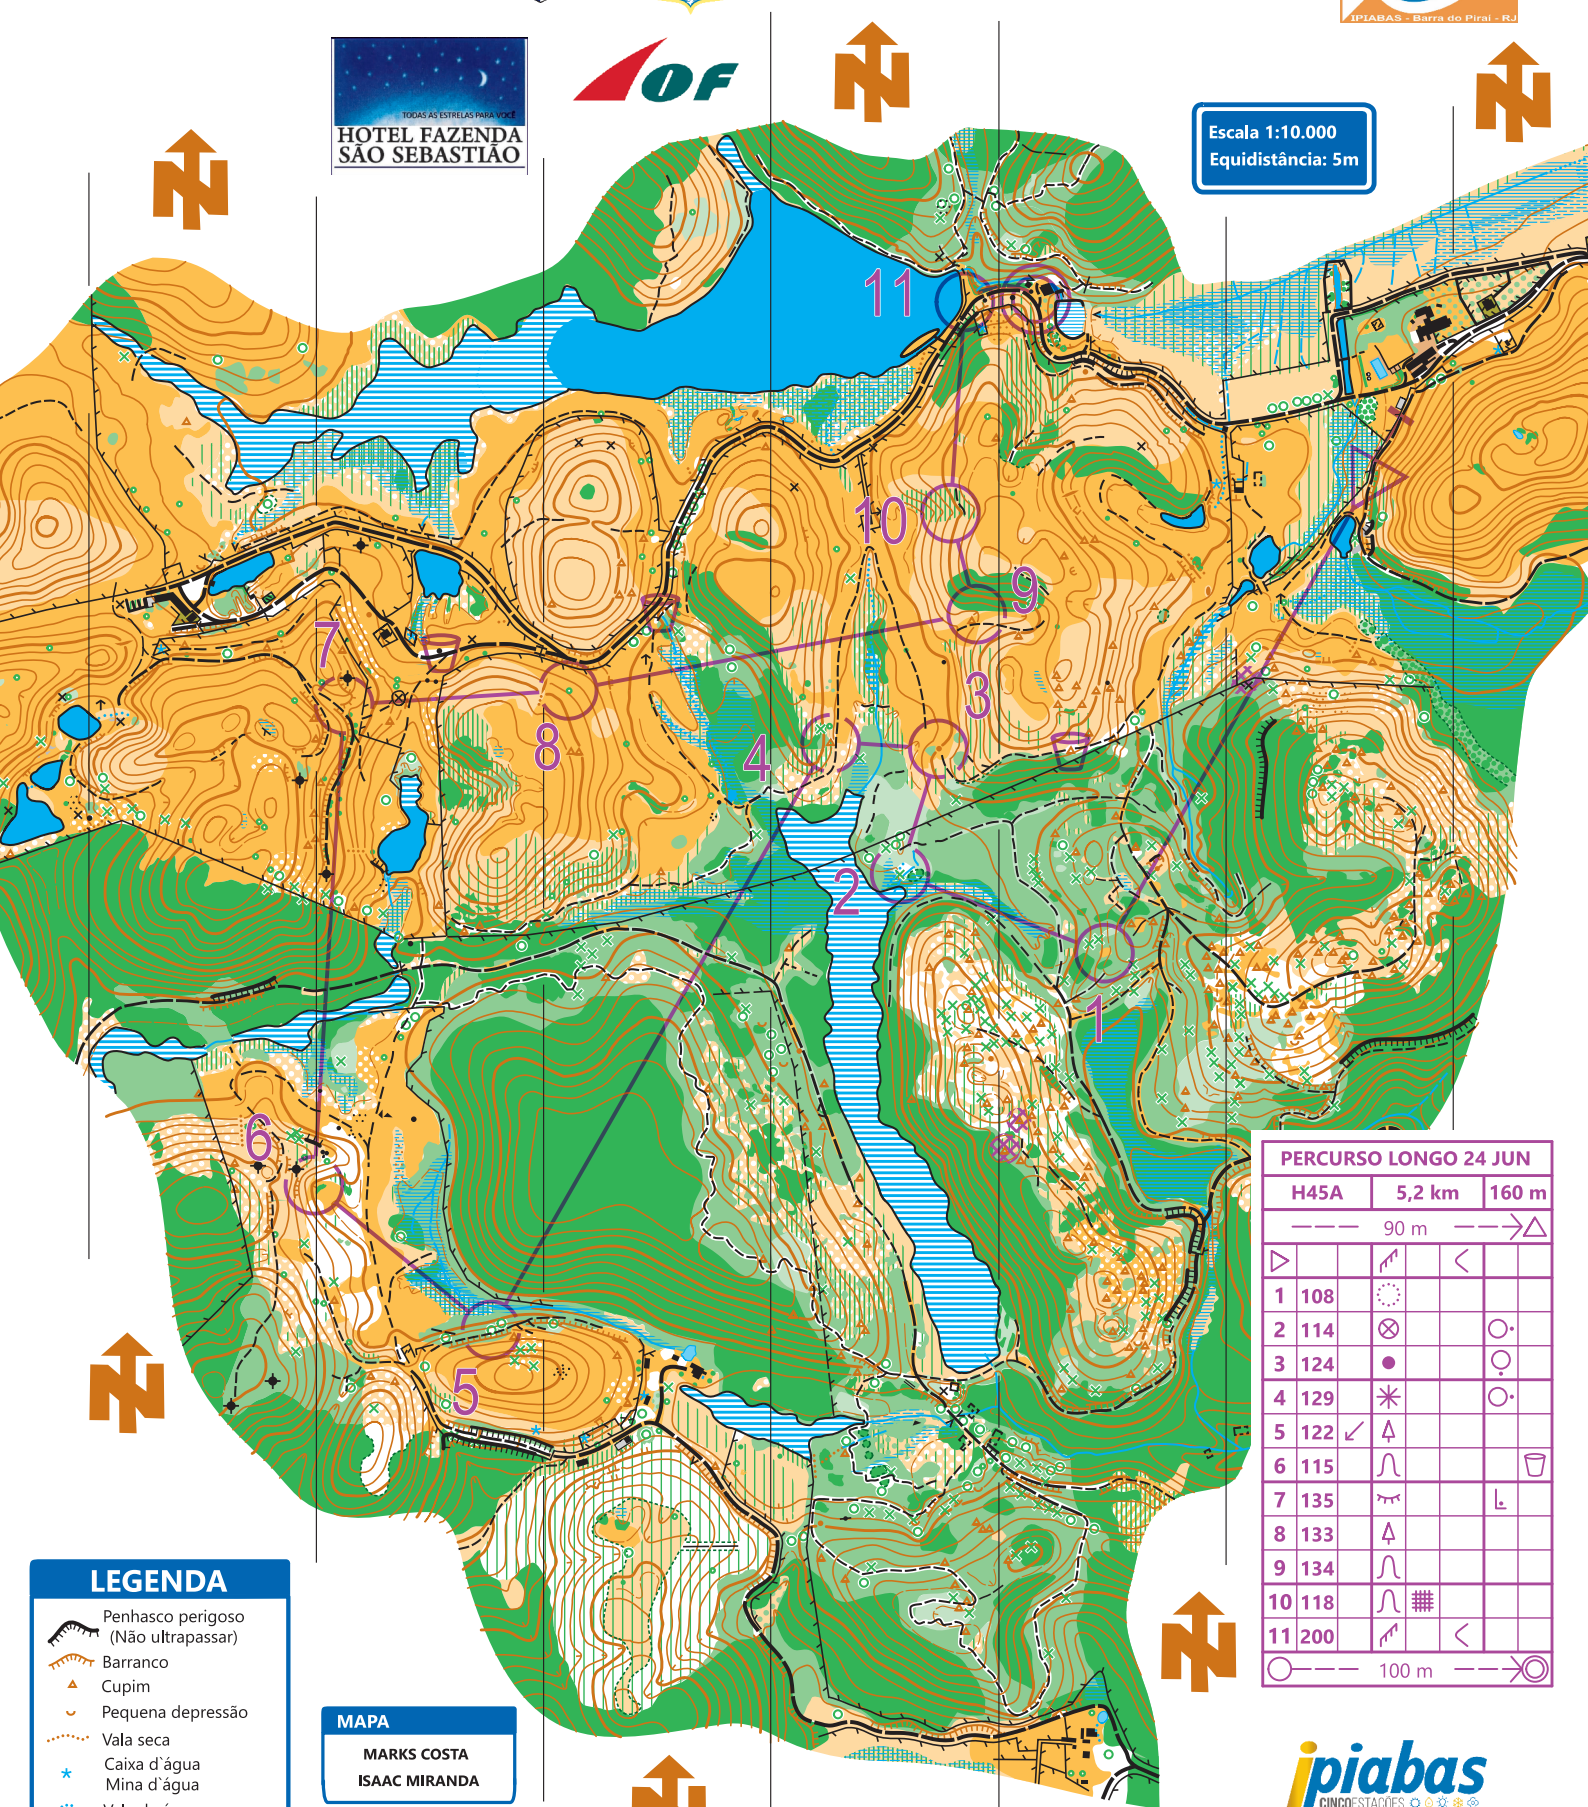 IPIABAS - Barra do Piraí - RJ
TODAS AS ESTRELAS PARA VOCÊ
HOTEL FAZENDA
SÃO SEBASTIÃO
IOF
N
N
N
Escala 1:10.000
Equidistância: 5m
11
10
9
7
3
8
4
2
1
6
5
N
N
N
PERCURSO LONGO 24 JUN
H45A 5,2 km 160 m
90 m
1 108
2 114
3 124
4 129
5 122
6 115
7 135
8 133
9 134
10 118
11 200
100 m
LEGENDA
Penhasco perigoso
(Não ultrapassar)
Barranco
Cupim
Pequena depressão
Vala seca
Caixa d`água
Mina d`água
MAPA
MARKS COSTA
ISAAC MIRANDA
ipiabas
CINCOESTAÇÕES